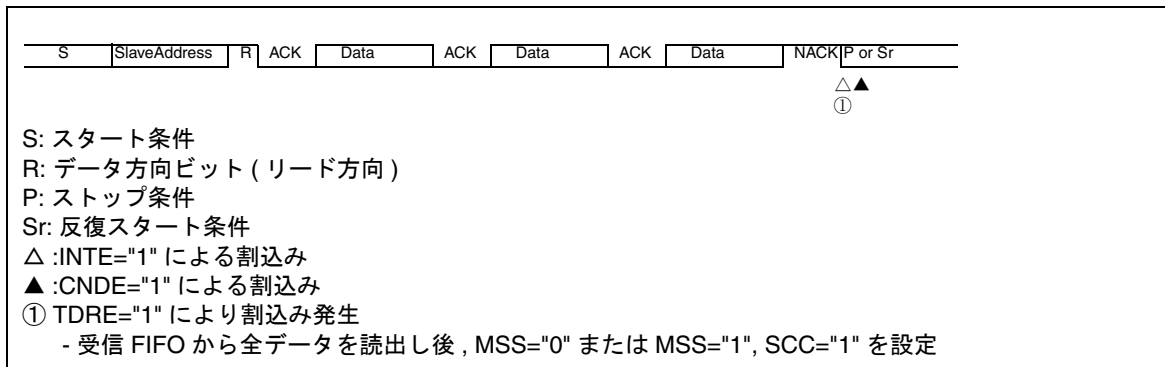 S SlaveAddress R ACK Data ACK Data ACK Data NACK P or Sr
△▲
①
S: スタート条件
R: データ方向ビット ( リード方向 )
P: ストップ条件
Sr: 反復スタート条件
△ :INTE="1" による割込み
▲ :CNDE="1" による割込み
① TDRE="1" により割込み発生
- 受信 FIFO から全データを読出し後 , MSS="0" または MSS="1", SCC="1" を設定